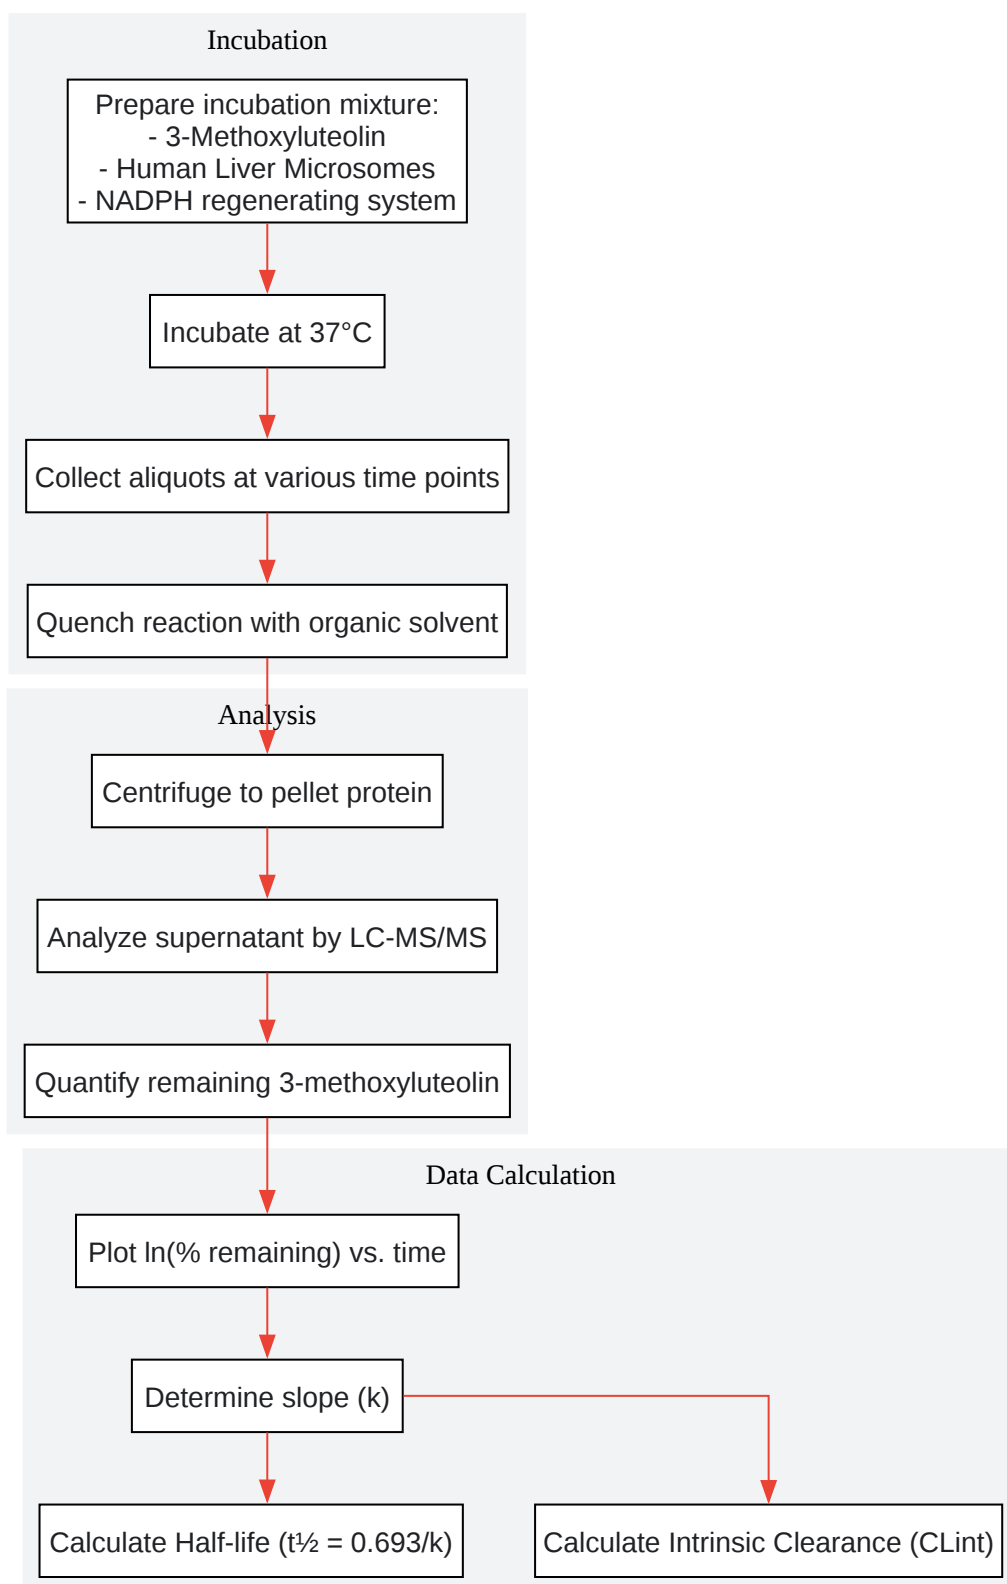 Incubation
Prepare incubation mixture:
- 3-Methoxyluteolin
- Human Liver Microsomes
- NADPH regenerating system
Incubate at 37°C
Collect aliquots at various time points
Quench reaction with organic solvent
Analysis
Centrifuge to pellet protein
Analyze supernatant by LC-MS/MS
Quantify remaining 3-methoxyluteolin
Data Calculation
Plot ln(% remaining) vs. time
Determine slope (k)
Calculate Half-life (t½ = 0.693/k)
Calculate Intrinsic Clearance (CLint)